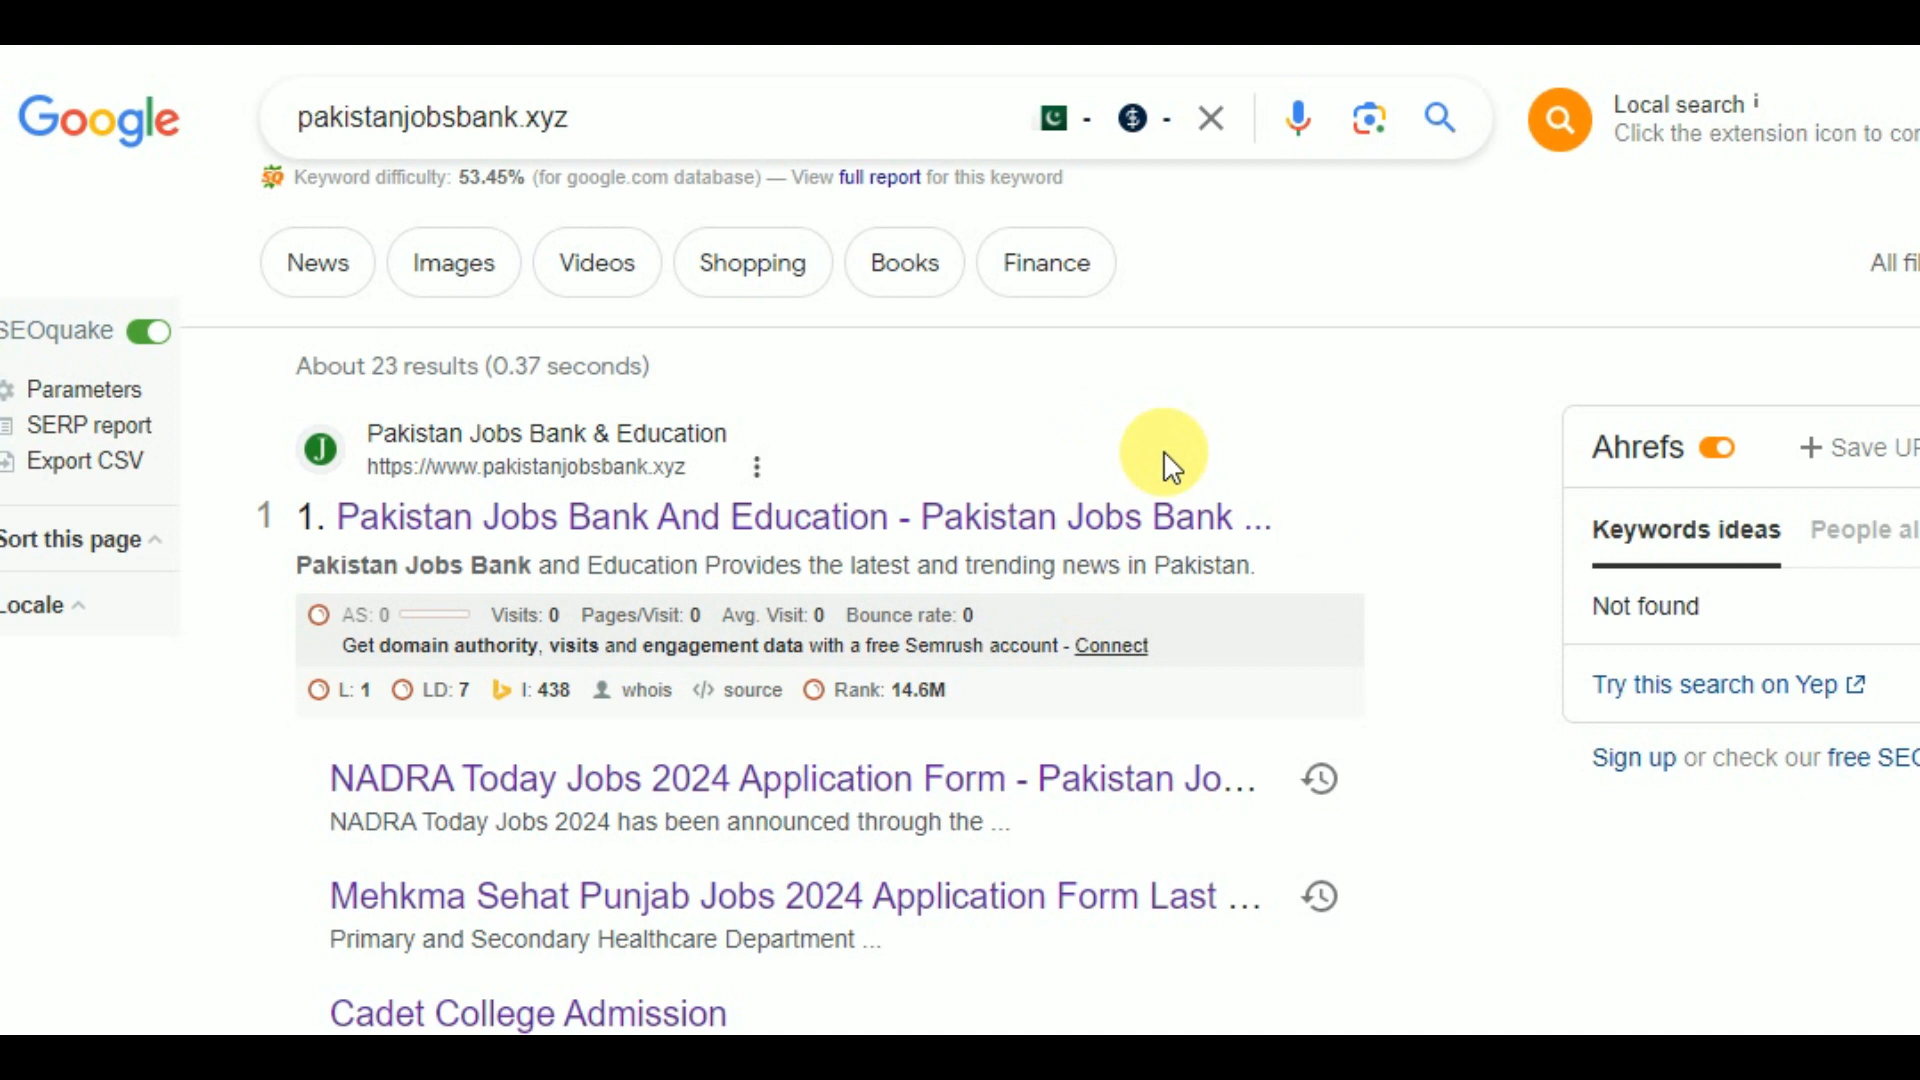 Google
pakistanjobsbank.xyz
Local search i
Click the extension icon to cor
Keyword difficulty: 53.45% (for google.com database) — View full report for this keyword
News
Images
Videos
Shopping
Books
Finance
All fil
SEOquake
Parameters
SERP report
Export CSV
Sort this page
Locale
About 23 results (0.37 seconds)
J
Pakistan Jobs Bank & Education
https://www.pakistanjobsbank.xyz
1
1. Pakistan Jobs Bank And Education - Pakistan Jobs Bank ...
Pakistan Jobs Bank and Education Provides the latest and trending news in Pakistan.
AS: 0 Visits: 0 Pages/Visit: 0 Avg. Visit: 0 Bounce rate: 0
Get domain authority, visits and engagement data with a free Semrush account - Connect
L: 1 LD: 7 I: 438 whois </> source Rank: 14.6M
NADRA Today Jobs 2024 Application Form - Pakistan Jo...
NADRA Today Jobs 2024 has been announced through the ...
Mehkma Sehat Punjab Jobs 2024 Application Form Last ...
Primary and Secondary Healthcare Department ...
Cadet College Admission
Ahrefs
+ Save UR
Keywords ideas
People al
Not found
Try this search on Yep
Sign up or check our free SEO